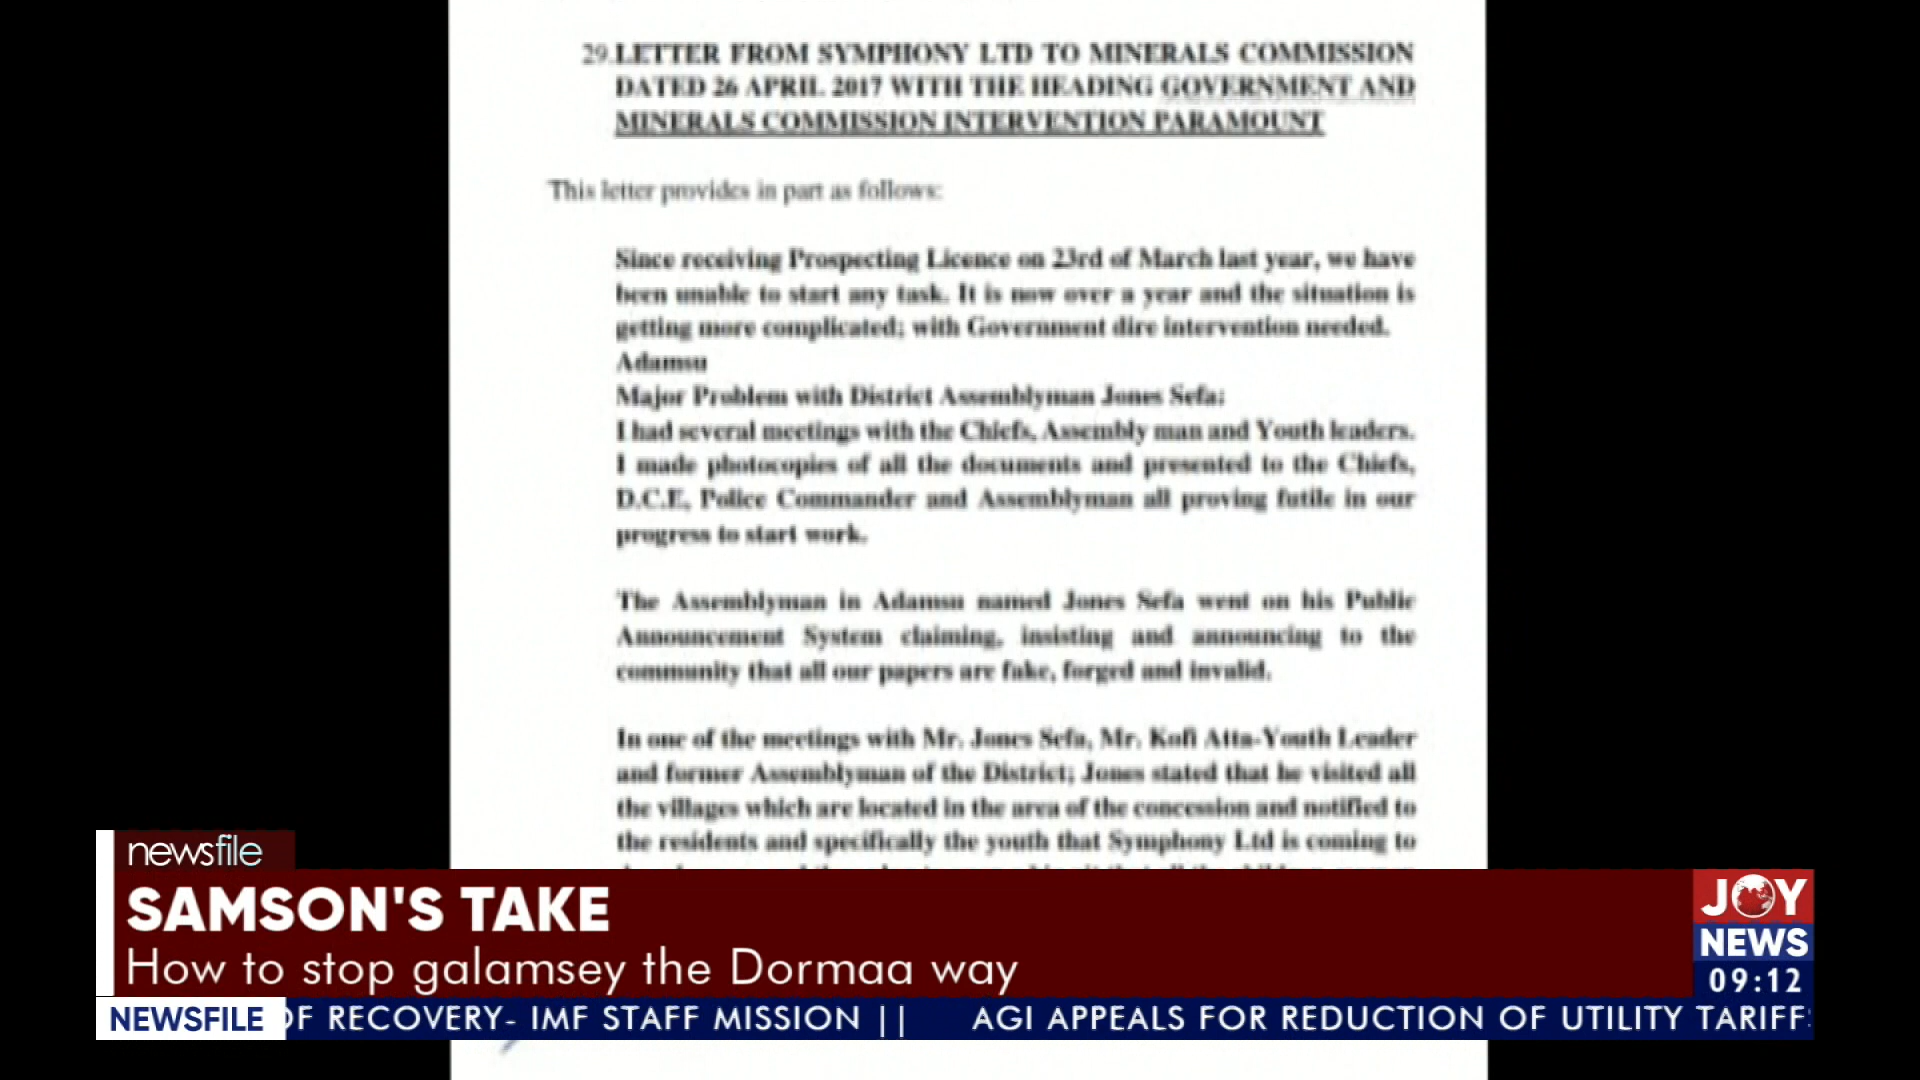 29.LETTER FROM SYMPHONY LTD TO MINERALS COMMISSION
DATED 26 APRIL 2017 WITH THE HEADING GOVERNMENT AND
MINERALS COMMISSION INTERVENTION PARAMOUNT
This letter provides in part as follows:
Since receiving Prospecting Licence on 23rd of March last year, we have
been unable to start any task. It is now over a year and the situation is
getting more complicated; with Government dire intervention needed.
Adamsu
Major Problem with District Assemblyman Jones Sefa:
I had several meetings with the Chiefs, Assembly man and Youth leaders.
I made photocopies of all the documents and presented to the Chiefs,
D.C.E, Police Commander and Assemblyman all proving futile in our
progress to start work.
The Assemblyman in Adamsu named Jones Sefa went on his Public
Announcement System claiming, insisting and announcing to the
community that all our papers are fake, forged and invalid.
In one of the meetings with Mr. Jones Sefa, Mr. Kofi Atta-Youth Leader
and former Assemblyman of the District; Jones stated that he visited all
the villages which are located in the area of the concession and notified to
the residents and specifically the youth that Symphony Ltd is coming to
newsfile
SAMSON'S TAKE
How to stop galamsey the Dormaa way
JOY
NEWS
09:12
NEWSFILE OF RECOVERY- IMF STAFF MISSION || AGI APPEALS FOR REDUCTION OF UTILITY TARIFF